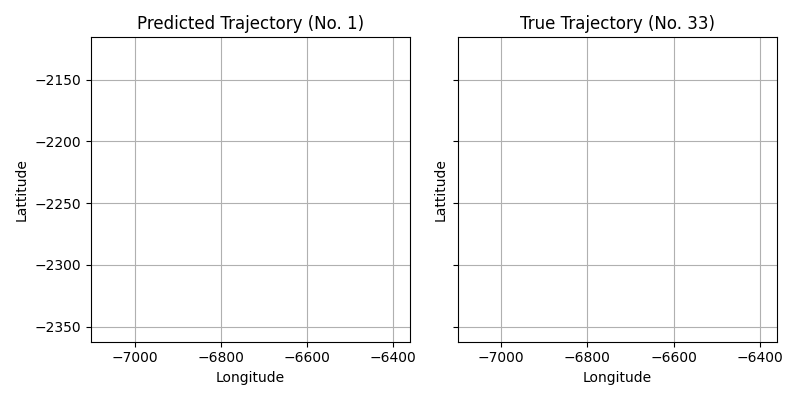 Predicted Trajectory (No. 1)
True Trajectory (No. 33)
Lattitude
−2150
−2200
−2250
−2300
−2350
−7000
−6800
−6600
−6400
Longitude
Lattitude
−7000
−6800
−6600
−6400
Longitude